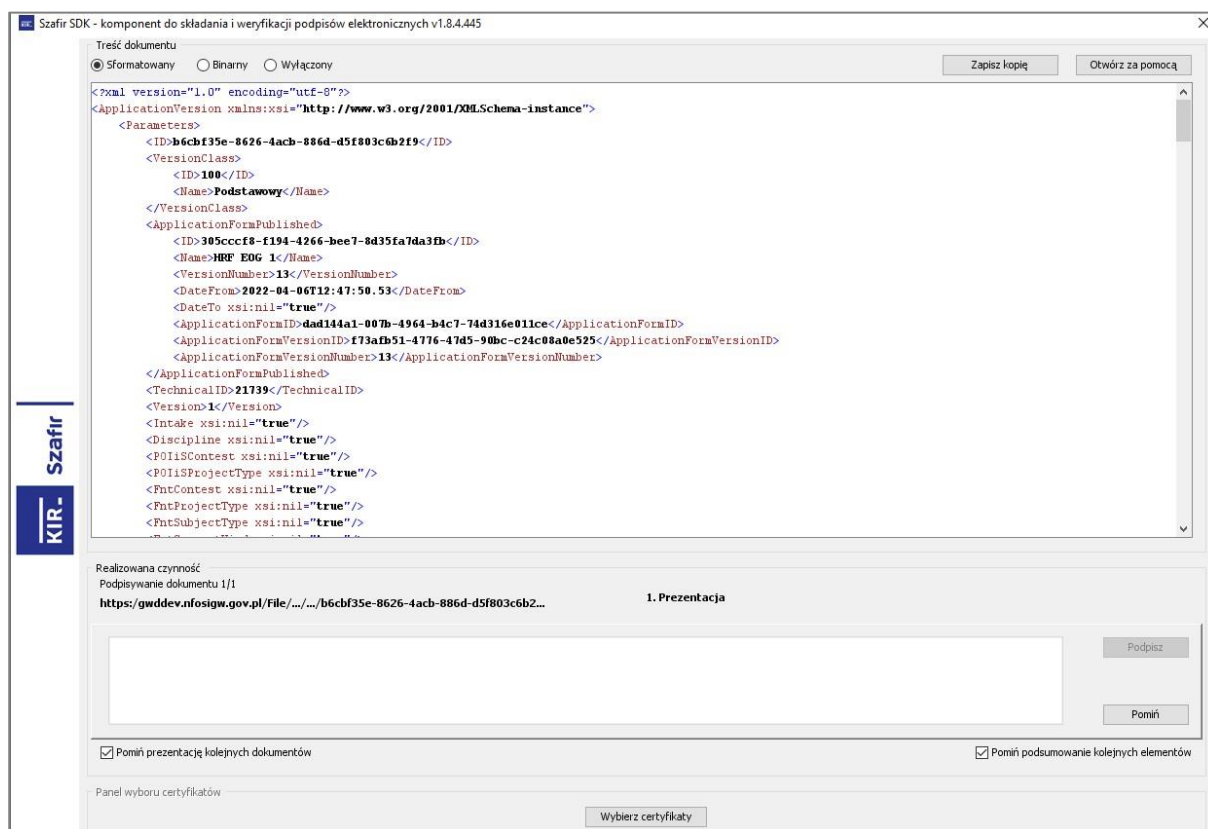 Szafir SDK - komponent do składania i weryfikacji podpisów elektronicznych v1.8.4.445
Treść dokumentu
Sformatowany Binarny Wyłączony Zapisz kopię Otwórz za pomocą
<?xml version="1.0" encoding="utf-8"?>
<ApplicationVersion xmlns:xsi="http://www.w3.org/2001/XMLSchema-instance">
<Parameters>
<ID>b6cbf35e-8626-4acb-886d-d5f803c6b2f9</ID>
<VersionClass>
<ID>100</ID>
<Name>Podstawowy</Name>
</VersionClass>
<ApplicationFormPublished>
<ID>305cccf8-f194-4266-bee7-8d35fa7da3fb</ID>
<Name>HRF EOG 1</Name>
<VersionNumber>13</VersionNumber>
<DateFrom>2022-04-06T12:47:50.53</DateFrom>
<DateTo xsi:nil="true"/>
<ApplicationFormID>dad144a1-007b-4964-b4c7-74d316e011ce</ApplicationFormID>
<ApplicationFormVersionID>f73afb51-4776-47d5-90bc-c24c08a0e525</ApplicationFormVersionID>
<ApplicationFormVersionNumber>13</ApplicationFormVersionNumber>
</ApplicationFormPublished>
<TechnicalID>21739</TechnicalID>
<Version>1</Version>
<Intake xsi:nil="true"/>
<Discipline xsi:nil="true"/>
<POIiSContest xsi:nil="true"/>
<POIiSProjectType xsi:nil="true"/>
<FntContest xsi:nil="true"/>
<FntProjectType xsi:nil="true"/>
<FntSubjectType xsi:nil="true"/>
Szafir
KIR
Realizowana czynność
Podpisywanie dokumentu 1/1
https:/gwddev.nfosigw.gov.pl/File/.../.../b6cbf35e-8626-4acb-886d-d5f803c6b2... 1. Prezentacja
Podpisz
Pomiń
Pomiń prezentację kolejnych dokumentów Pomiń podsumowanie kolejnych elementów
Panel wyboru certyfikatów
Wybierz certyfikaty